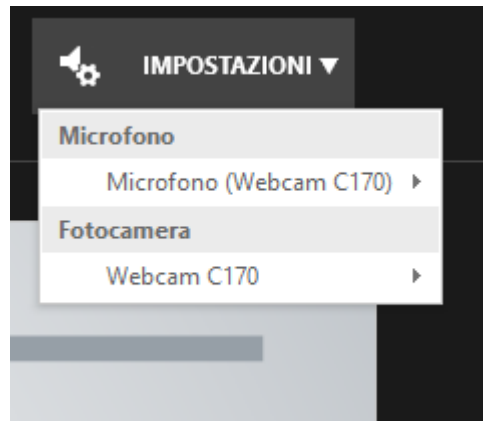 IMPOSTAZIONI ▼
Microfono
Microfono (Webcam C170)
Fotocamera
Webcam C170